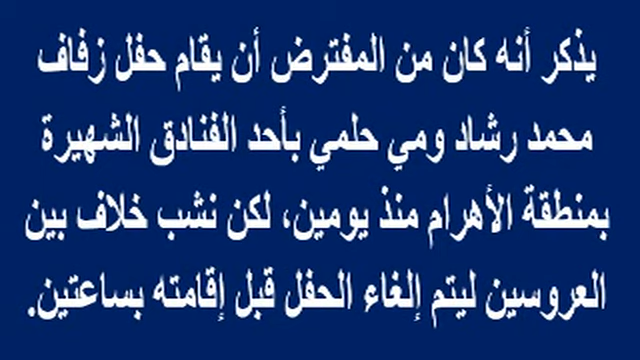 يذكر أنه كان من المفترض أن يقام حفل زفاف
محمد رشاد ومي حلمي بأحد الفنادق الشهيرة
بمنطقة الأهرام منذ يومين، لكن نشب خلاف بين
العروسين ليتم إلغاء الحفل قبل إقامته بساعتين.